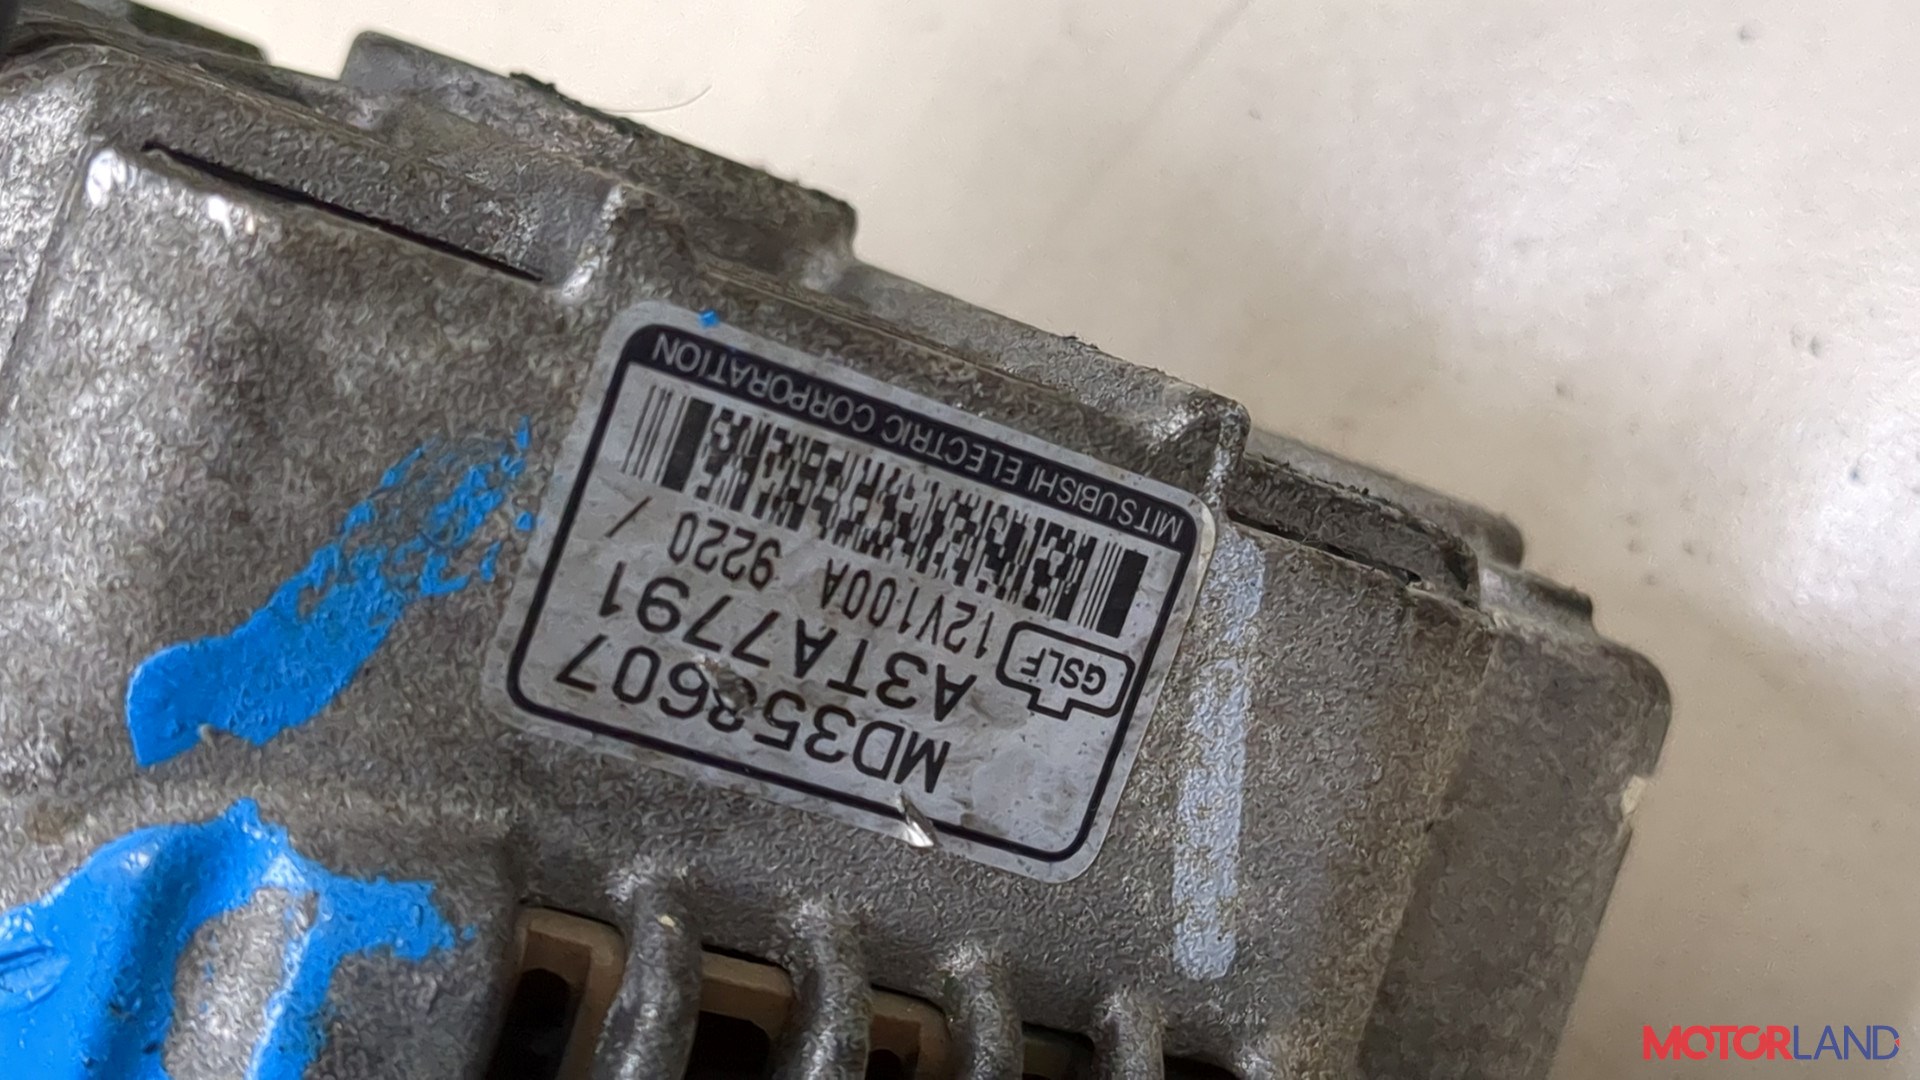 MD358607
A3TA7791
GSLF
12V100A 9220 /
MITSUBISHI ELECTRIC CORPORATION
MOTORLAND